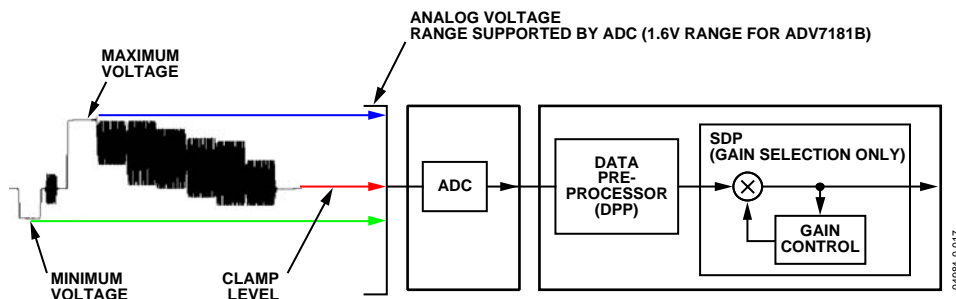 ANALOG VOLTAGE
RANGE SUPPORTED BY ADC (1.6V RANGE FOR ADV7181B)
MAXIMUM
VOLTAGE
MINIMUM
VOLTAGE
CLAMP
LEVEL
ADC
DATA
PRE-
PROCESSOR
(DPP)
SDP
(GAIN SELECTION ONLY)
GAIN
CONTROL